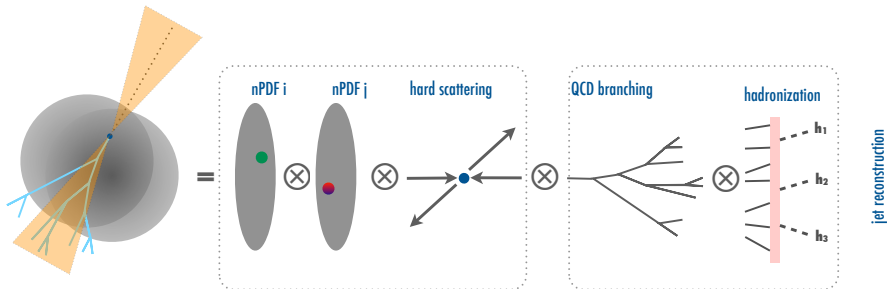 nPDF i
nPDF j
hard scattering
QCD branching
hadronization
=
h₁
h₂
h₃
jet reconstruction